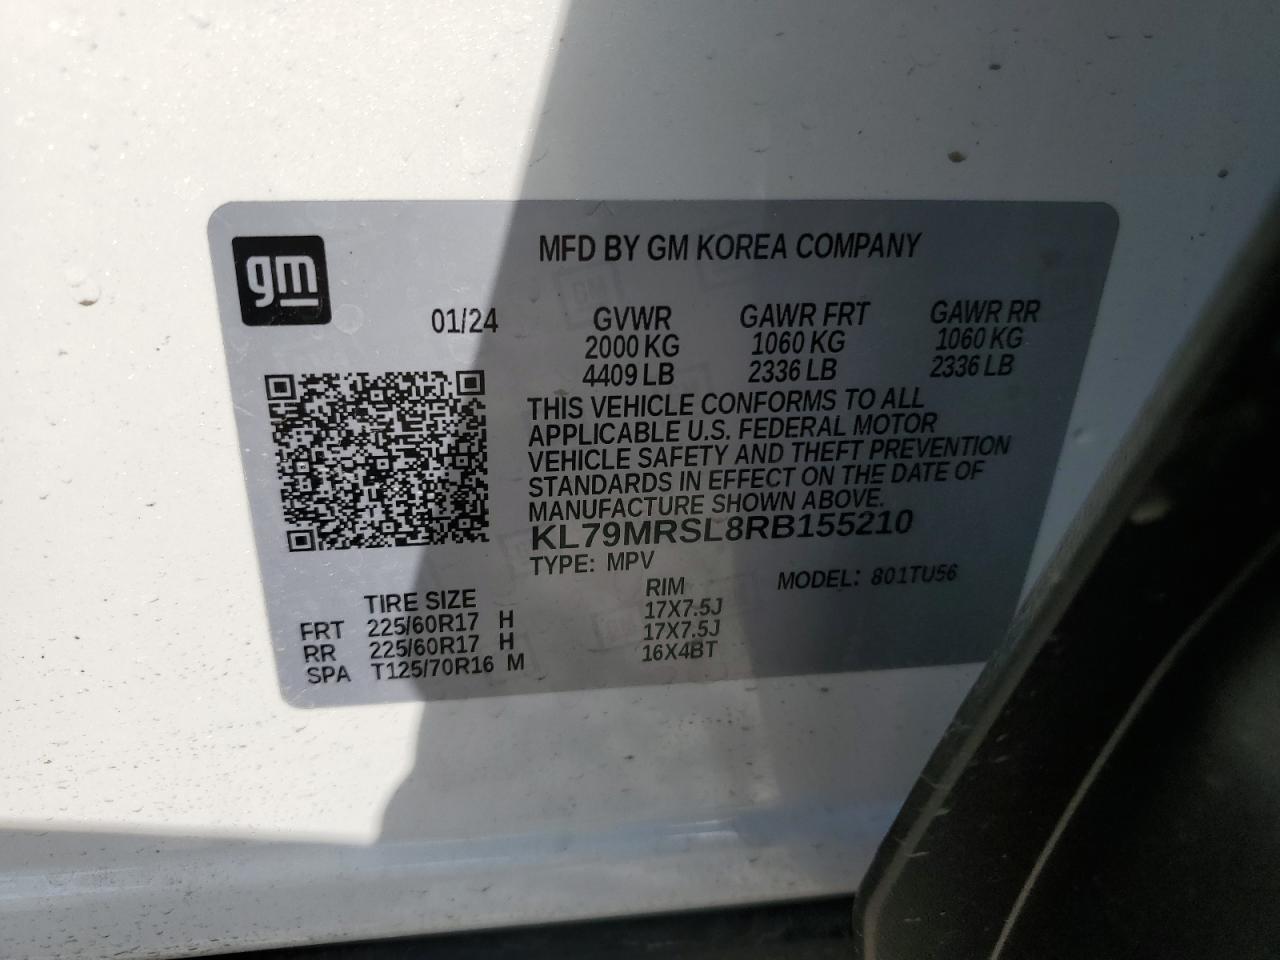 gm
MFD BY GM KOREA COMPANY
01/24 GVWR GAWR FRT GAWR RR
2000 KG 1060 KG 1060 KG
4409 LB 2336 LB 2336 LB
THIS VEHICLE CONFORMS TO ALL
APPLICABLE U.S. FEDERAL MOTOR
VEHICLE SAFETY AND THEFT PREVENTION
STANDARDS IN EFFECT ON THE DATE OF
MANUFACTURE SHOWN ABOVE.
KL79MRSL8RB155210
TYPE: MPV MODEL: 801TU56
TIRE SIZE RIM
FRT 225/60R17 H 17X7.5J
RR 225/60R17 H 17X7.5J
SPA T125/70R16 M 16X4BT